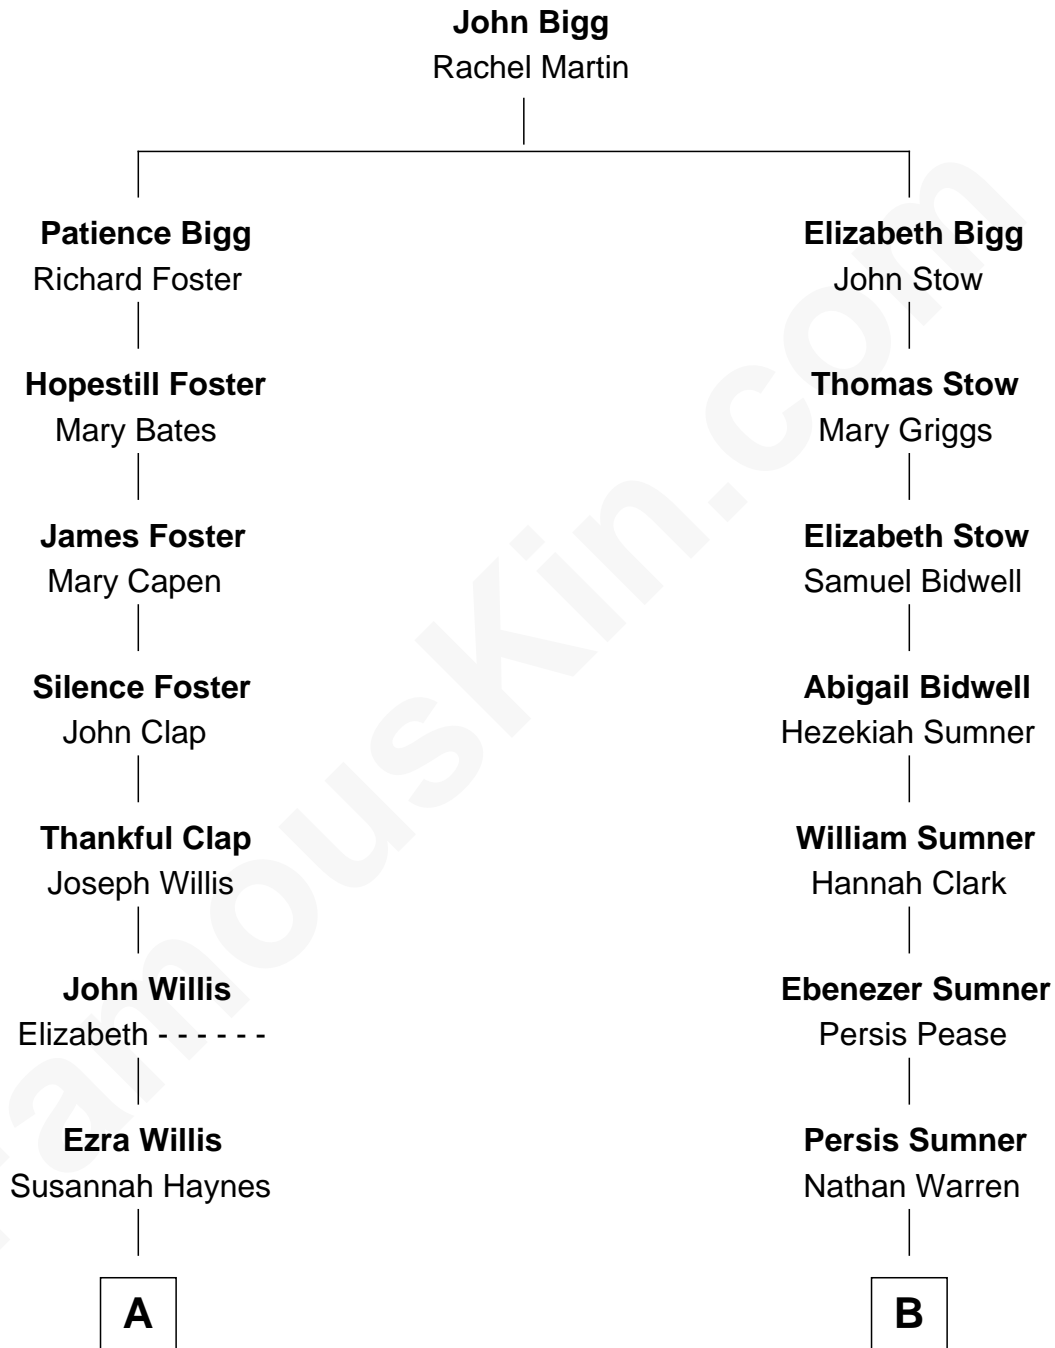 John Bigg
Rachel Martin
Patience Bigg
Richard Foster
Elizabeth Bigg
John Stow
Hopestill Foster
Mary Bates
Thomas Stow
Mary Griggs
James Foster
Mary Capen
Elizabeth Stow
Samuel Bidwell
Silence Foster
John Clap
Abigail Bidwell
Hezekiah Sumner
Thankful Clap
Joseph Willis
William Sumner
Hannah Clark
John Willis
Elizabeth - - - - - -
Ebenezer Sumner
Persis Pease
Ezra Willis
Susannah Haynes
Persis Sumner
Nathan Warren
A
B
FamousKin.com